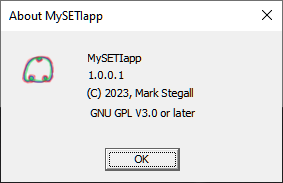 About MySETIapp
MySETIapp
1.0.0.1
(C) 2023, Mark Stegall
GNU GPL V3.0 or later
OK